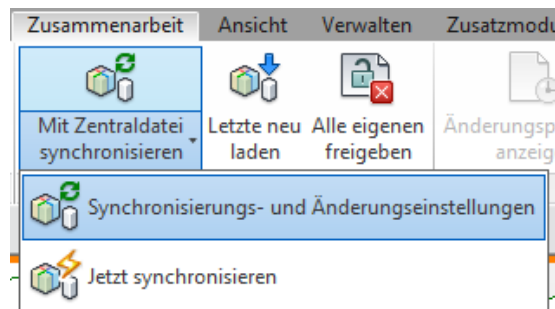 Zusammenarbeit Ansicht Verwalten
Mit Zentraldatei Letzte neu Alle eigenen
synchronisieren laden freigeben
Synchronisierungs- und Änderungseinstellungen
Jetzt synchronisieren